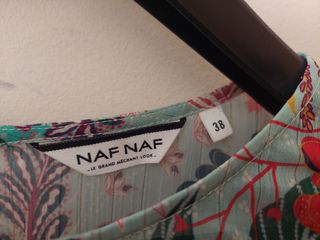 NAF NAF
LE GRAND MÉCHANT LOOK
38